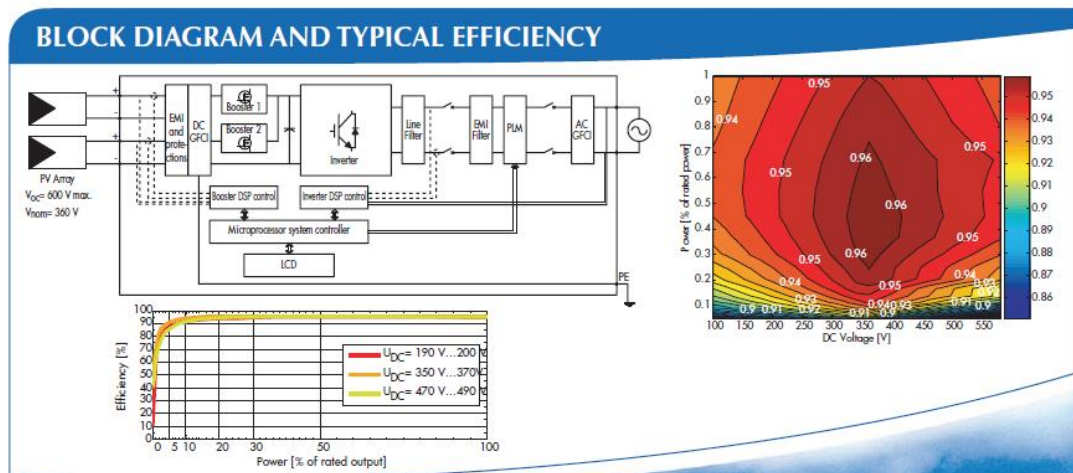 BLOCK DIAGRAM AND TYPICAL EFFICIENCY
+
-
+
-
PV Array
VDC= 600 V max.
Vnom= 360 V
EMI
and
prote-
ctions
DC
GFCI
Booster 1
Booster 2
Inverter
Line
Filter
EMI
Filter
PLM
AC
GFCI
Booster DSP control
Inverter DSP control
Microprocessor system controller
LCD
PE
Efficiency [%]
100
90
80
70
60
50
40
30
20
10
0
0 5 10 20 30 50 100
Power [% of rated output]
UDC= 190 V...200 V
UDC= 350 V...370V
UDC= 470 V...490 V
Power [% of rated power]
1
0.9
0.8
0.7
0.6
0.5
0.4
0.3
0.2
0.1
100 150 200 250 300 350 400 450 500 550
DC Voltage [V]
0.95
0.94
0.96
0.95
0.95
0.96
0.96
0.95
0.95
0.95
0.94
0.94
0.93
0.93
0.94
0.93
0.9
0.91
0.92
0.91
0.9
0.91
0.9
0.95
0.94
0.93
0.92
0.91
0.9
0.89
0.88
0.87
0.86